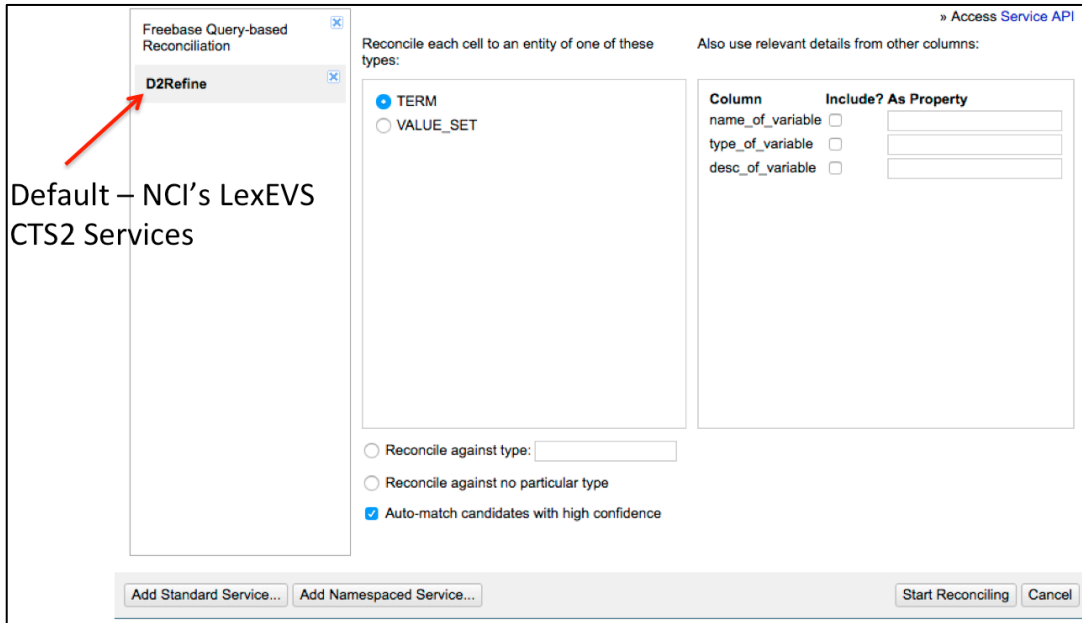 Freebase Query-based
Reconciliation
D2Refine
Default – NCI's LexEVS
CTS2 Services
» Access Service API
Reconcile each cell to an entity of one of these
types:
TERM
VALUE_SET
Also use relevant details from other columns:
Column Include? As Property
name_of_variable
type_of_variable
desc_of_variable
Reconcile against type:
Reconcile against no particular type
Auto-match candidates with high confidence
Add Standard Service... Add Namespaced Service... Start Reconciling Cancel